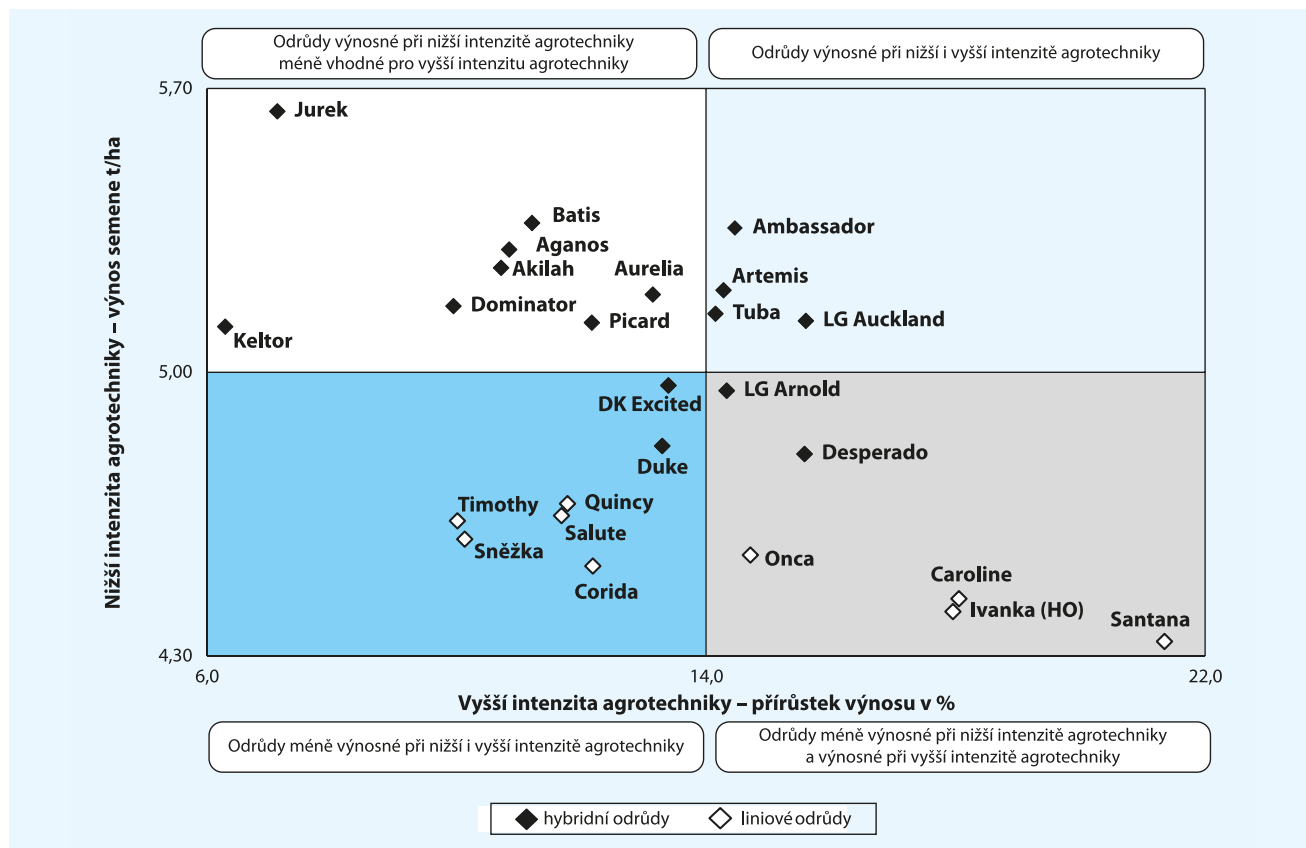 Odrůdy výnosné při nižší intenzitě agrotechniky
méně vhodné pro vyšší intenzitu agrotechniky
Odrůdy výnosné při nižší i vyšší intenzitě agrotechniky
5,70
Jurek
Batis
Ambassador
Aganos
Akilah
Aurelia
Artemis
Dominator
Picard
Tuba
LG Auckland
Keltor
5,00
DK Excited
LG Arnold
Duke
Desperado
Timothy
Quincy
Salute
Sněžka
Onca
Corida
Caroline
Ivanka (HO)
Santana
4,30
6,0
14,0
22,0
Nižší intenzita agrotechniky – výnos semene t/ha
Vyšší intenzita agrotechniky – přírůstek výnosu v %
Odrůdy méně výnosné při nižší i vyšší intenzitě agrotechniky
Odrůdy méně výnosné při nižší intenzitě agrotechniky
a výnosné při vyšší intenzitě agrotechniky
hybridní odrůdy
liniové odrůdy